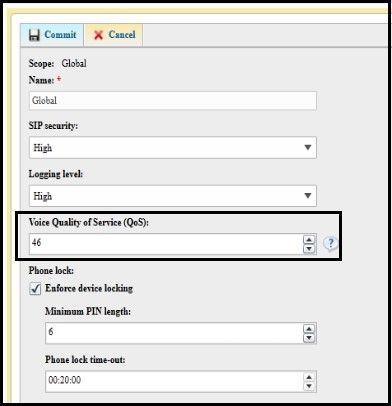 Commit Cancel
Scope: Global
Name: *
Global
SIP security:
High
Logging level:
High
Voice Quality of Service (QoS):
46 ?
Phone lock:
Enforce device locking
Minimum PIN length:
6
Phone lock time-out:
00:20:00